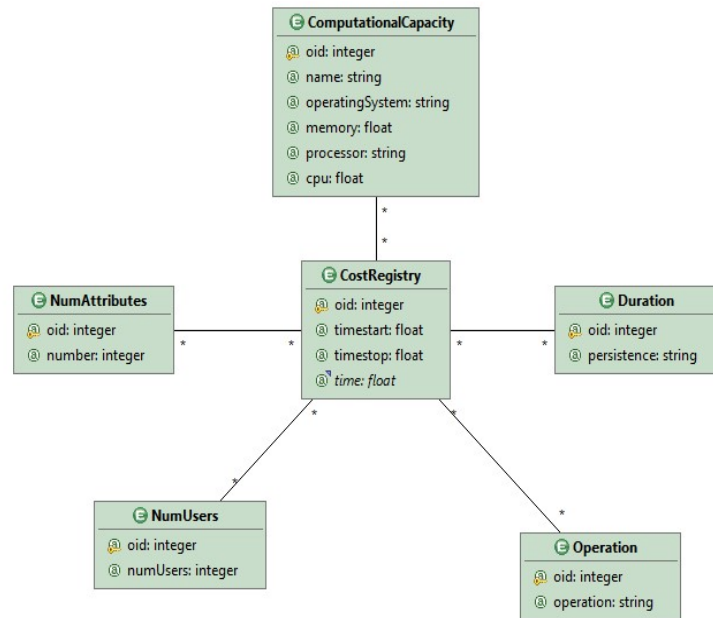 ComputationalCapacity
oid: integer
name: string
operatingSystem: string
memory: float
processor: string
cpu: float
*
*
CostRegistry
oid: integer
timestart: float
timestop: float
time: float
NumAttributes
oid: integer
number: integer
*
*
Duration
oid: integer
persistence: string
*
*
*
*
NumUsers
oid: integer
numUsers: integer
*
*
Operation
oid: integer
operation: string